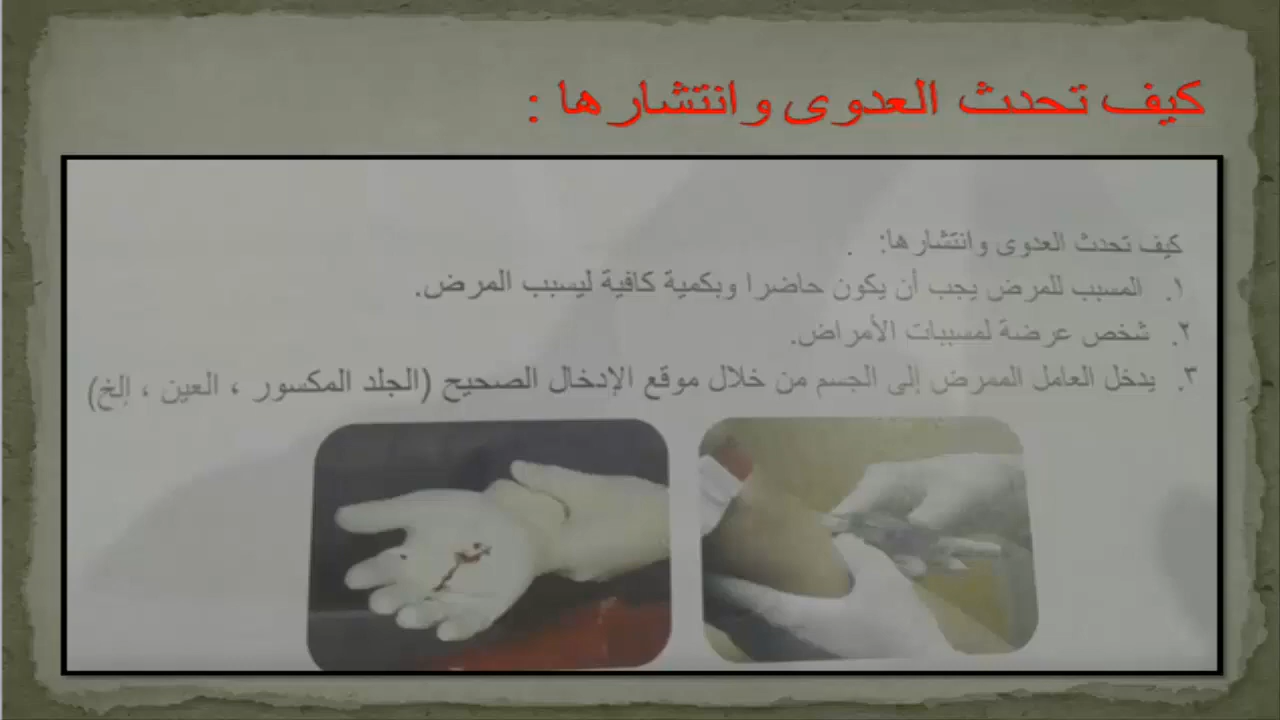 كيف تحدث العدوى وانتشارها :
كيف تحدث العدوى وانتشارها: .
١. المسبب للمرض يجب أن يكون حاضرا وبكمية كافية ليسبب المرض.
٢. شخص عرضة لمسببات الأمراض.
٣. يدخل العامل الممرض إلى الجسم من خلال موقع الإدخال الصحيح (الجلد المكسور ، العين ، إلخ)